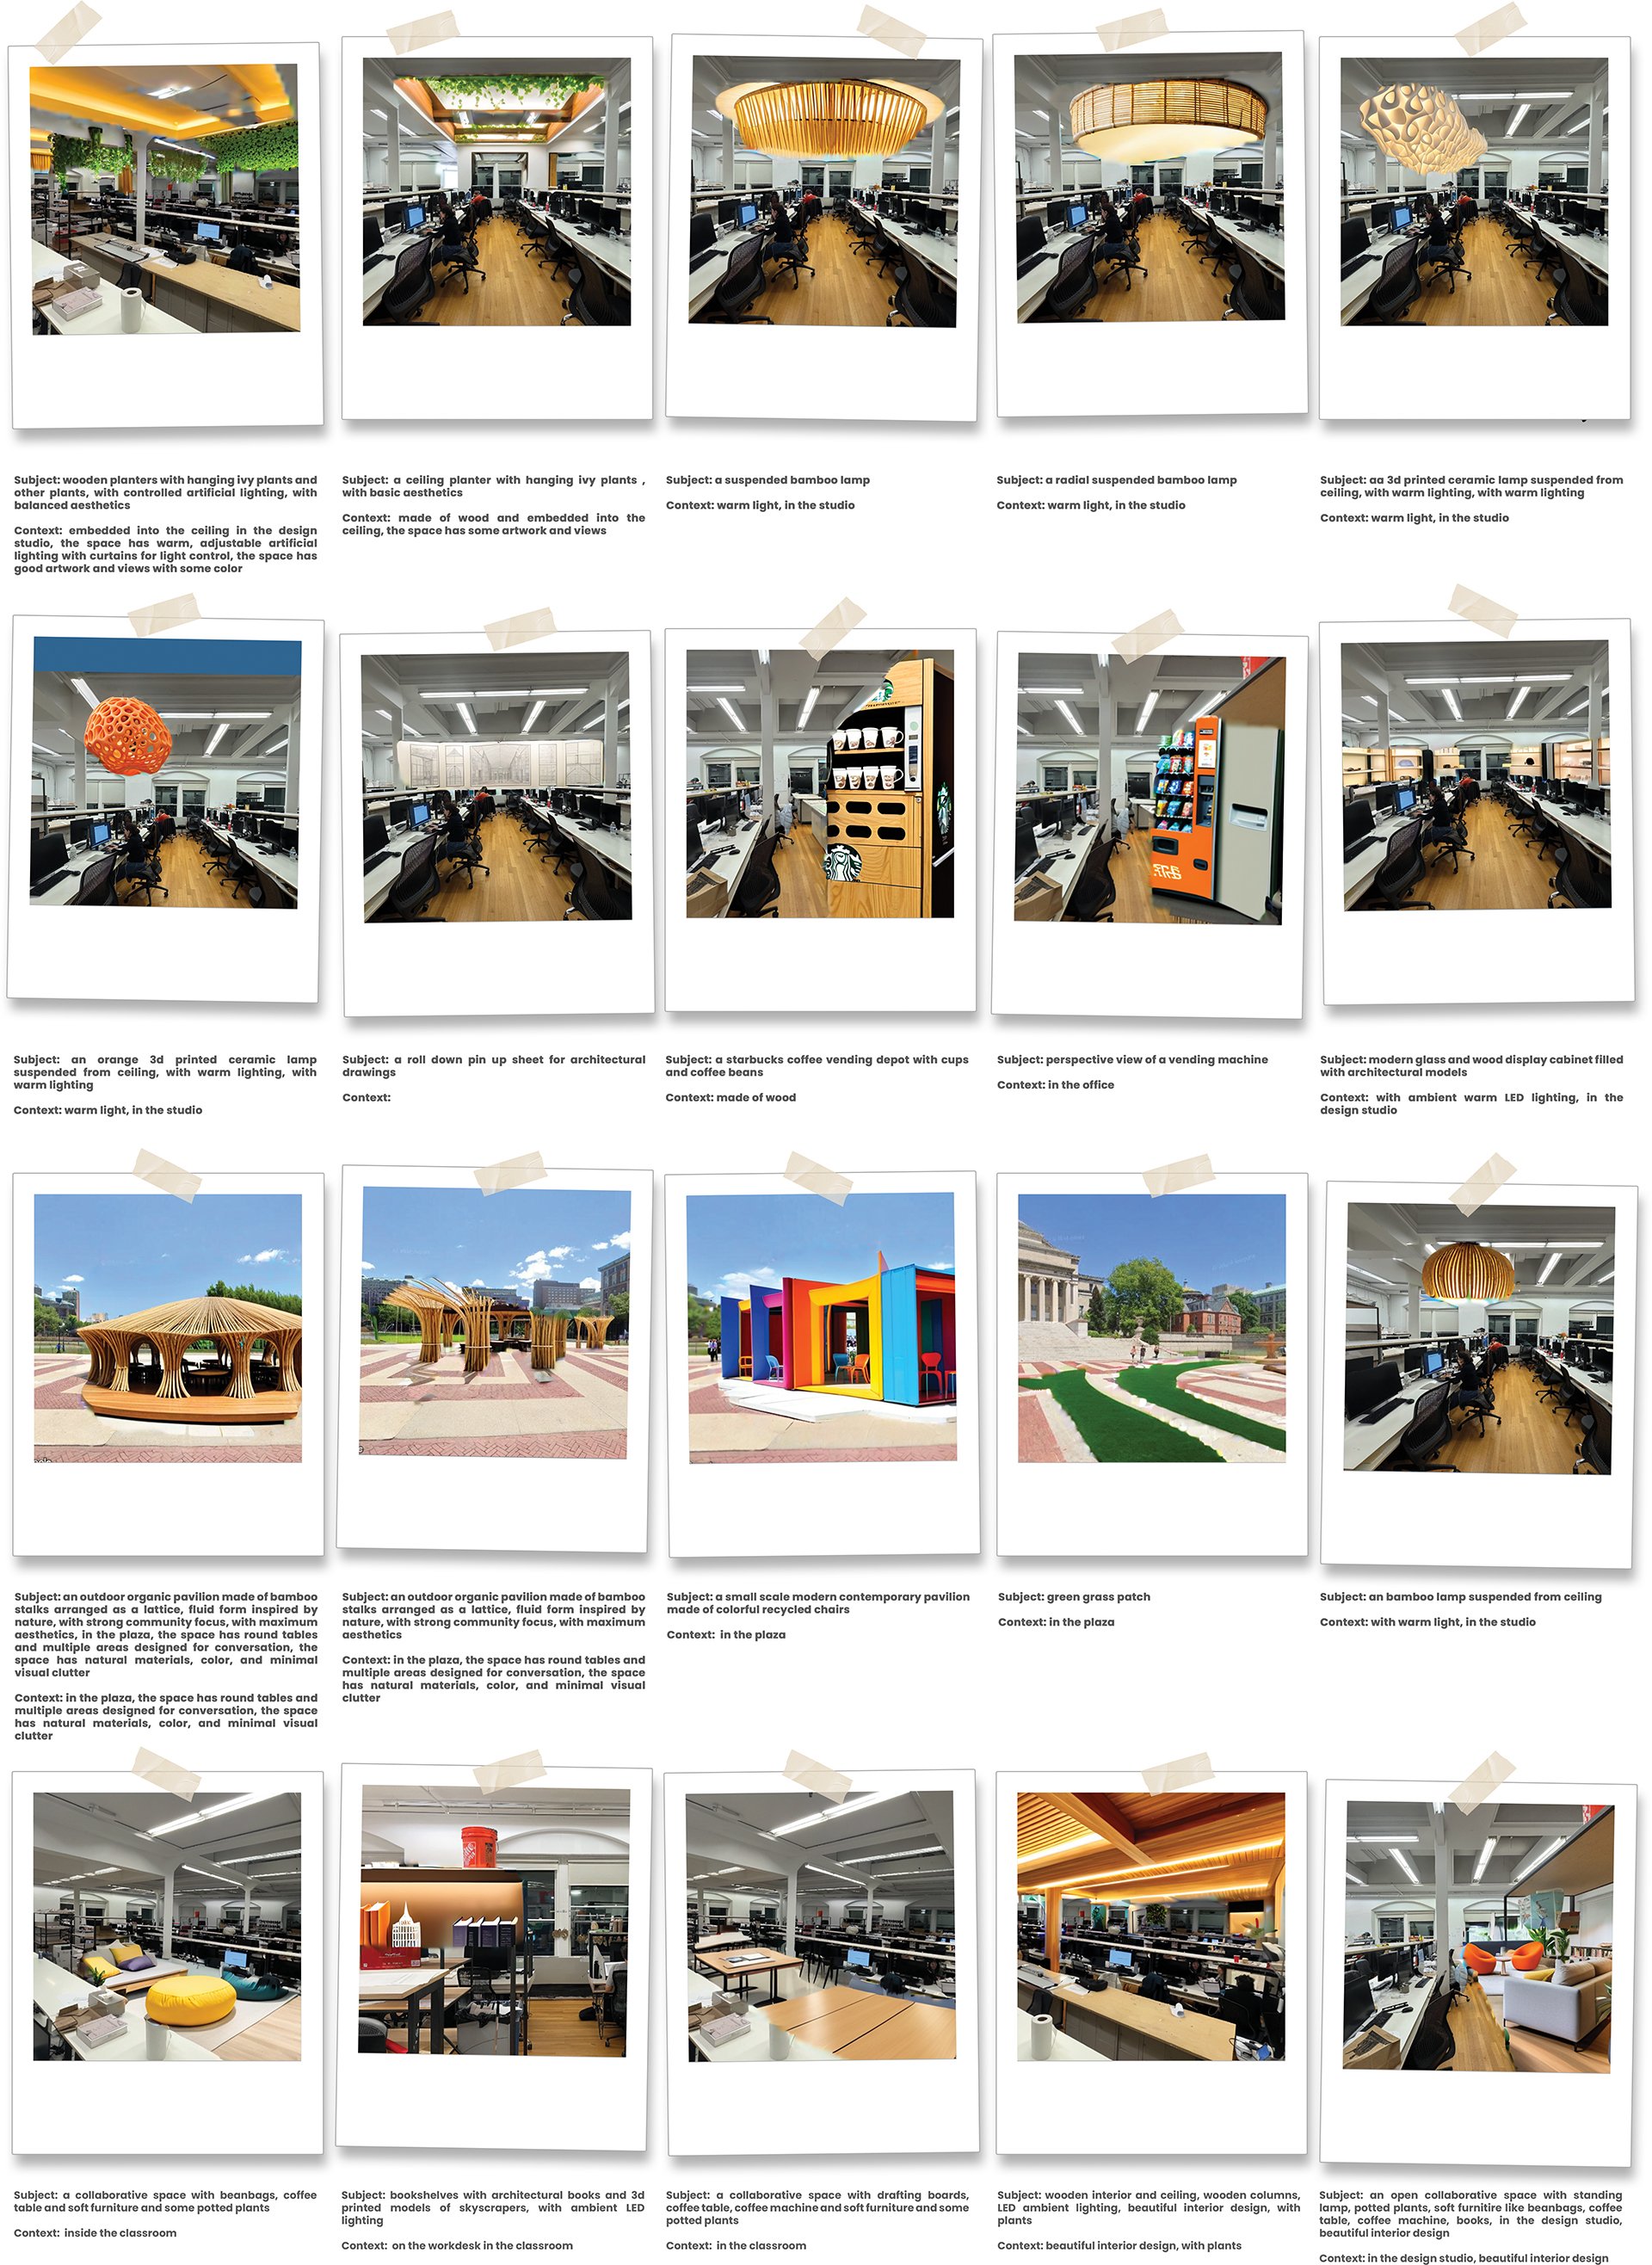 Subject: wooden planters with hanging ivy plants and
other plants, with controlled artificial lighting, with
balanced aesthetics
Context: embedded into the ceiling in the design
studio, the space has warm, adjustable artificial
lighting with curtains for light control, the space has
good artwork and views with some color
Subject: a ceiling planter with hanging ivy plants ,
with basic aesthetics
Context: made of wood and embedded into the
ceiling, the space has some artwork and views
Subject: a suspended bamboo lamp
Context: warm light, in the studio
Subject: a radial suspended bamboo lamp
Context: warm light, in the studio
Subject: aa 3d printed ceramic lamp suspended from
ceiling, with warm lighting, with warm lighting
Context: warm light, in the studio
Subject: an orange 3d printed ceramic lamp
suspended from ceiling, with warm lighting, with
warm lighting
Context: warm light, in the studio
Subject: a roll down pin up sheet for architectural
drawings
Context:
Subject: a starbucks coffee vending depot with cups
and coffee beans
Context: made of wood
Subject: perspective view of a vending machine
Context: in the office
Subject: modern glass and wood display cabinet filled
with architectural models
Context: with ambient warm LED lighting, in the
design studio
Subject: an outdoor organic pavilion made of bamboo
stalks arranged as a lattice, fluid form inspired by
nature, with strong community focus, with maximum
aesthetics, in the plaza, the space has round tables
and multiple areas designed for conversation, the
space has natural materials, color, and minimal
visual clutter
Context: in the plaza, the space has round tables and
multiple areas designed for conversation, the space
has natural materials, color, and minimal visual
clutter
Subject: an outdoor organic pavilion made of bamboo
stalks arranged as a lattice, fluid form inspired by
nature, with strong community focus, with maximum
aesthetics
Context: in the plaza, the space has round tables and
multiple areas designed for conversation, the space
has natural materials, color, and minimal visual
clutter
Subject: a small scale modern contemporary pavilion
made of colorful recycled chairs
Context: in the plaza
Subject: green grass patch
Context: in the plaza
Subject: an bamboo lamp suspended from ceiling
Context: with warm light, in the studio
Subject: a collaborative space with beanbags, coffee
table and soft furniture and some potted plants
Context: inside the classroom
Subject: bookshelves with architectural books and 3d
printed models of skyscrapers, with ambient LED
lighting
Context: on the workdesk in the classroom
Subject: a collaborative space with drafting boards,
coffee table, coffee machine and soft furniture and some
potted plants
Context: in the classroom
Subject: wooden interior and ceiling, wooden columns,
LED ambient lighting, beautiful interior design, with
plants
Context: beautiful interior design, with plants
Subject: an open collaborative space with standing
lamp, potted plants, soft furnitire like beanbags, coffee
table, coffee machine, books, in the design studio,
beautiful interior design
Context: in the design studio, beautiful interior design